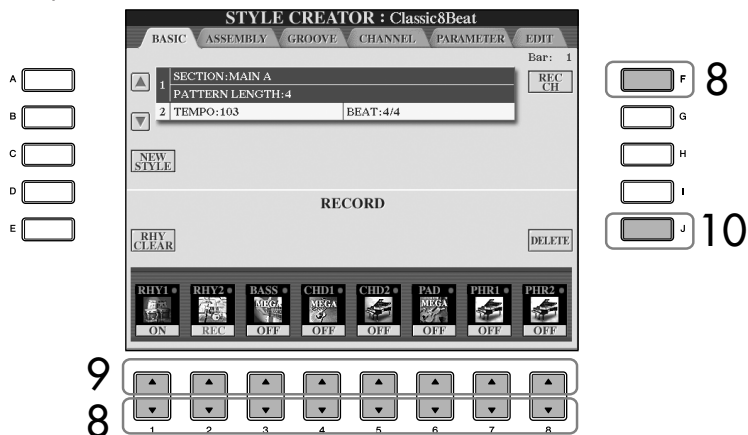 STYLE CREATOR : Classic8Beat
BASIC ASSEMBLY GROOVE CHANNEL PARAMETER EDIT
Bar: 1
1 SECTION:MAIN A
PATTERN LENGTH:4
2 TEMPO:103 BEAT:4/4
REC
CH
NEW
STYLE
RECORD
RHY
CLEAR
DELETE
RHY1 RHY2 BASS CHD1 CHD2 PAD PHR1 PHR2
MEGA MEGA MEGA
ON REC OFF OFF OFF OFF OFF OFF
A
B
C
D
E
F 8
G
H
I
J 10
9
8
1 2 3 4 5 6 7 8